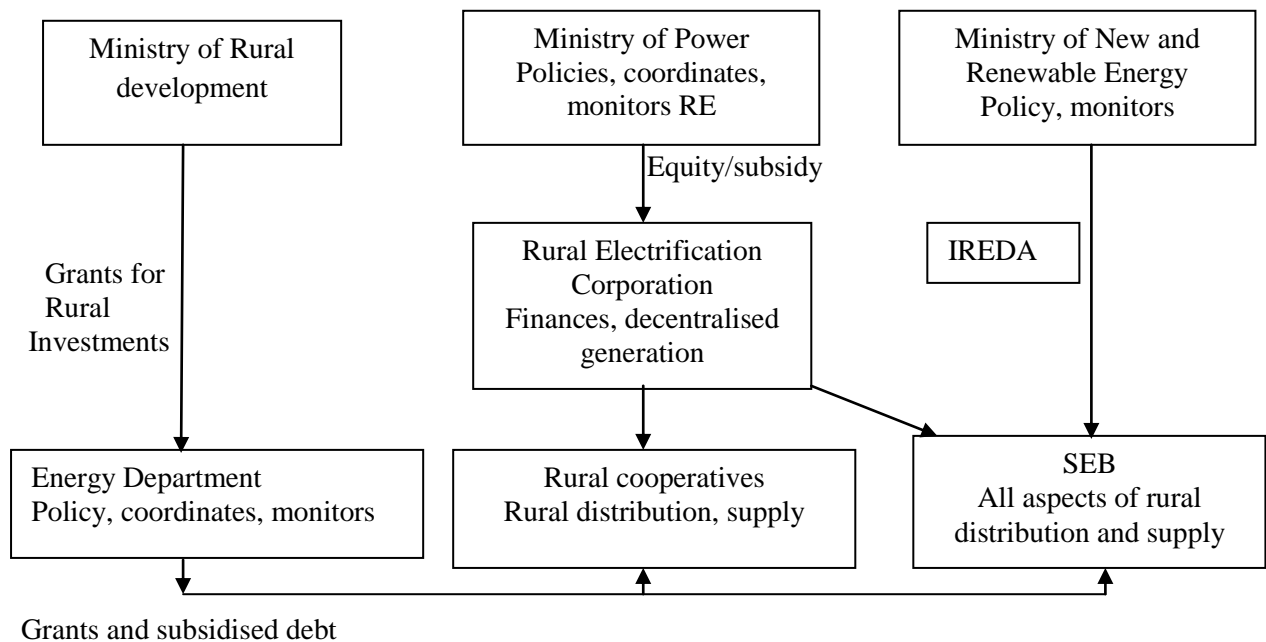 Ministry of Rural
development
Ministry of Power
Policies, coordinates,
monitors RE
Ministry of New and
Renewable Energy
Policy, monitors
Equity/subsidy
Grants for
Rural
Investments
Rural Electrification
Corporation
Finances, decentralised
generation
IREDA
Energy Department
Policy, coordinates, monitors
Rural cooperatives
Rural distribution, supply
SEB
All aspects of rural
distribution and supply
Grants and subsidised debt